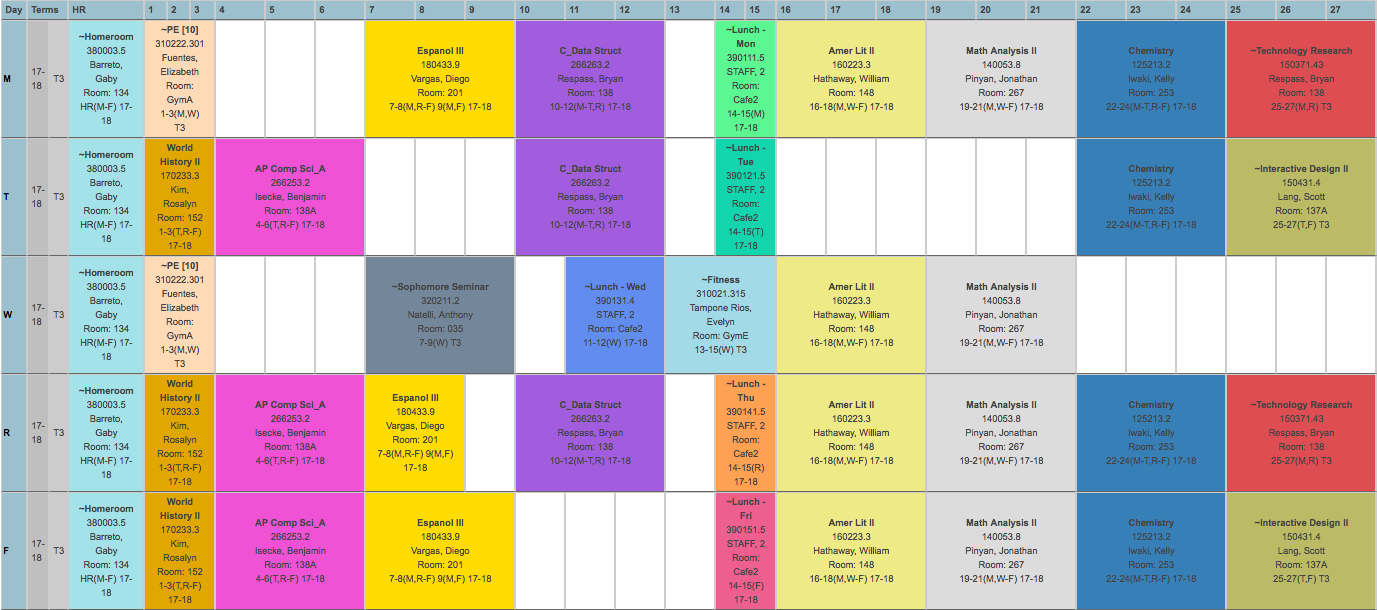 Day Terms HR 1 2 3 4 5 6 7 8 9 10 11 12 13 14 15 16 17 18 19 20 21 22 23 24 25 26 27
M
17-
18
T3
~Homeroom
380003.5
Barreto,
Gaby
Room: 134
HR(M-F) 17-
18
~PE [10]
310222.301
Fuentes,
Elizabeth
Room:
GymA
1-3(M,W)
T3
Espanol III
180433.9
Vargas, Diego
Room: 201
7-8(M,R-F) 9(M,F) 17-18
C_Data Struct
266263.2
Respass, Bryan
Room: 138
10-12(M-T,R) 17-18
~Lunch -
Mon
390111.5
STAFF, 2
Room:
Cafe2
14-15(M)
17-18
Amer Lit II
160223.3
Hathaway, William
Room: 148
16-18(M,W-F) 17-18
Math Analysis II
140053.8
Pinyan, Jonathan
Room: 267
19-21(M,W-F) 17-18
Chemistry
125213.2
Iwaki, Kelly
Room: 253
22-24(M-T,R-F) 17-18
~Technology Research
150371.43
Respass, Bryan
Room: 138
25-27(M,R) T3
T
17-
18
T3
~Homeroom
380003.5
Barreto,
Gaby
Room: 134
HR(M-F) 17-
18
World
History II
170233.3
Kim,
Rosalyn
Room: 152
1-3(T,R-F)
17-18
AP Comp Sci_A
266253.2
Isecke, Benjamin
Room: 138A
4-6(T,R-F) 17-18
C_Data Struct
266263.2
Respass, Bryan
Room: 138
10-12(M-T,R) 17-18
~Lunch -
Tue
390121.5
STAFF, 2
Room:
Cafe2
14-15(T)
17-18
Chemistry
125213.2
Iwaki, Kelly
Room: 253
22-24(M-T,R-F) 17-18
~Interactive Design II
150431.4
Lang, Scott
Room: 137A
25-27(T,F) T3
W
17-
18
T3
~Homeroom
380003.5
Barreto,
Gaby
Room: 134
HR(M-F) 17-
18
~PE [10]
310222.301
Fuentes,
Elizabeth
Room:
GymA
1-3(M,W)
T3
~Sophomore Seminar
320211.2
Natelli, Anthony
Room: 035
7-9(W) T3
~Lunch - Wed
390131.4
STAFF, 2
Room: Cafe2
11-12(W) 17-18
~Fitness
310021.315
Tampone Rios,
Evelyn
Room: GymE
13-15(W) T3
Amer Lit II
160223.3
Hathaway, William
Room: 148
16-18(M,W-F) 17-18
Math Analysis II
140053.8
Pinyan, Jonathan
Room: 267
19-21(M,W-F) 17-18
R
17-
18
T3
~Homeroom
380003.5
Barreto,
Gaby
Room: 134
HR(M-F) 17-
18
World
History II
170233.3
Kim,
Rosalyn
Room: 152
1-3(T,R-F)
17-18
AP Comp Sci_A
266253.2
Isecke, Benjamin
Room: 138A
4-6(T,R-F) 17-18
Espanol III
180433.9
Vargas, Diego
Room: 201
7-8(M,R-F) 9(M,F)
17-18
C_Data Struct
266263.2
Respass, Bryan
Room: 138
10-12(M-T,R) 17-18
~Lunch -
Thu
390141.5
STAFF, 2
Room:
Cafe2
14-15(R)
17-18
Amer Lit II
160223.3
Hathaway, William
Room: 148
16-18(M,W-F) 17-18
Math Analysis II
140053.8
Pinyan, Jonathan
Room: 267
19-21(M,W-F) 17-18
Chemistry
125213.2
Iwaki, Kelly
Room: 253
22-24(M-T,R-F) 17-18
~Technology Research
150371.43
Respass, Bryan
Room: 138
25-27(M,R) T3
F
17-
18
T3
~Homeroom
380003.5
Barreto,
Gaby
Room: 134
HR(M-F) 17-
18
World
History II
170233.3
Kim,
Rosalyn
Room: 152
1-3(T,R-F)
17-18
AP Comp Sci_A
266253.2
Isecke, Benjamin
Room: 138A
4-6(T,R-F) 17-18
Espanol III
180433.9
Vargas, Diego
Room: 201
7-8(M,R-F) 9(M,F) 17-18
~Lunch -
Fri
390151.5
STAFF, 2
Room:
Cafe2
14-15(F)
17-18
Amer Lit II
160223.3
Hathaway, William
Room: 148
16-18(M,W-F) 17-18
Math Analysis II
140053.8
Pinyan, Jonathan
Room: 267
19-21(M,W-F) 17-18
Chemistry
125213.2
Iwaki, Kelly
Room: 253
22-24(M-T,R-F) 17-18
~Interactive Design II
150431.4
Lang, Scott
Room: 137A
25-27(T,F) T3